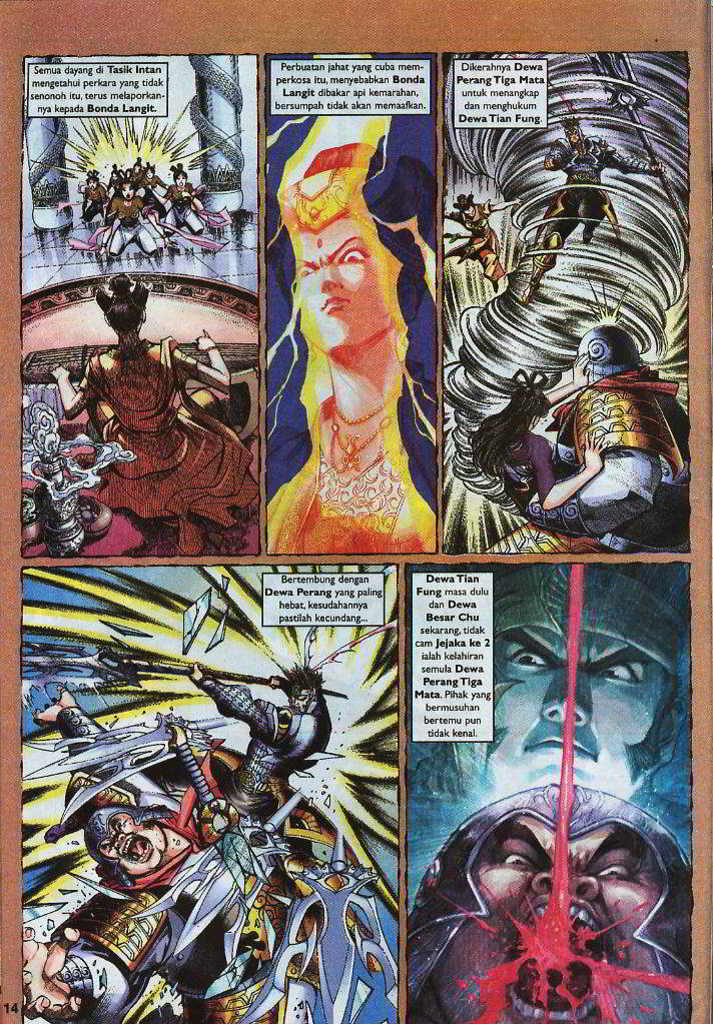 Semua dayang di Tasik Intan
mengetahui perkara yang tidak
senonoh itu, terus melaporkan-
nya kepada Bonda Langit.
Perbuatan jahat yang cuba mem-
perkosa itu, menyebabkan Bonda
Langit dibakar api kemarahan,
bersumpah tidak akan memaafkan.
Dikerahnya Dewa
Perang Tiga Mata
untuk menangkap
dan menghukum
Dewa Tian Fung.
Bertembung dengan
Dewa Perang yang paling
hebat, kesudahannya
pastilah kecundang...
Dewa Tian
Fung masa dulu
dan Dewa
Besar Chu
sekarang, tidak
cam Jejaka ke 2
ialah kelahiran
semula Dewa
Perang Tiga
Mata. Pihak yang
bermusuhan
bertemu pun
tidak kenal.
14